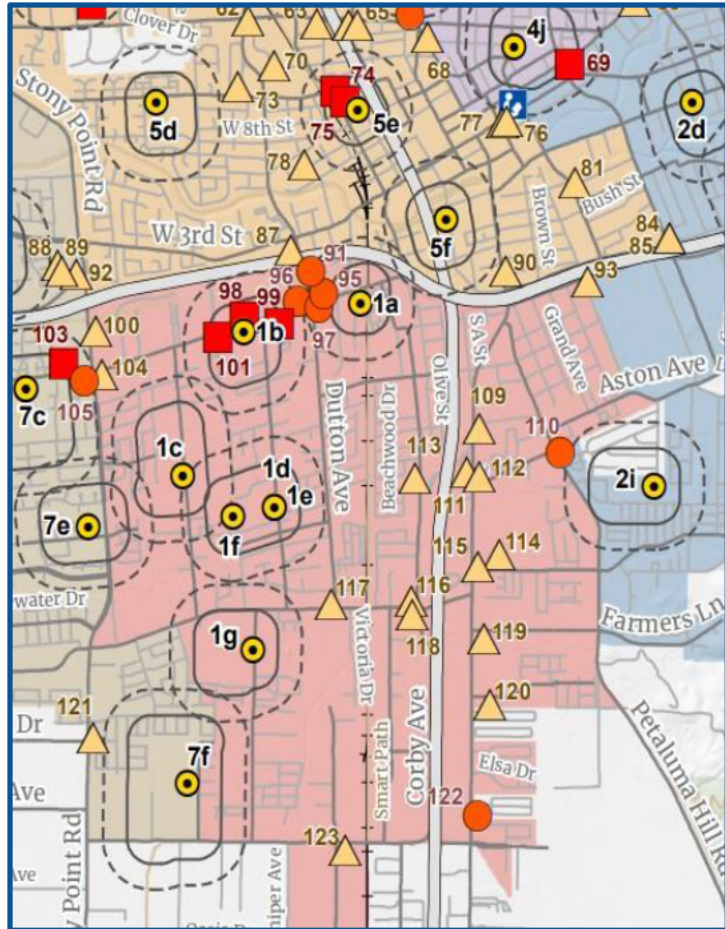 62
63
65
Clover Dr
4j
70
68
69
74
Stony Point Rd
73
5d
W 8th St
75
5e
77
76
2d
78
81
Bush St
Brown St
W 3rd St
87
5f
84
85
88
89
92
91
96
95
90
93
98
99
1a
100
1b
97
103
101
Grand Ave
S A St
Olive St
Aston Ave
104
105
7c
Dutton Ave
Beachwood Dr
109
110
1c
1d
113
1e
112
111
2i
7e
1f
115
114
water Dr
117
116
118
Victoria Dr
Farmers Ln
1g
119
121
120
Dr
7f
Corby Ave
Smart Path
Elsa Dr
Petaluma Hill Rd
Ave
122
y Point Rd
123
Ave
niper Ave